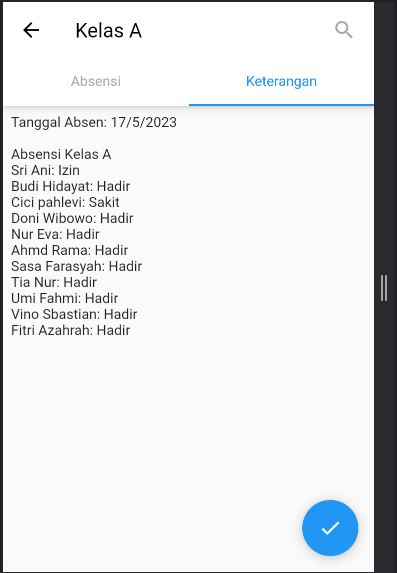 Kelas A
Absensi
Keterangan
Tanggal Absen: 17/5/2023
Absensi Kelas A
Sri Ani: Izin
Budi Hidayat: Hadir
Cici pahlevi: Sakit
Doni Wibowo: Hadir
Nur Eva: Hadir
Ahmd Rama: Hadir
Sasa Farasyah: Hadir
Tia Nur: Hadir
Umi Fahmi: Hadir
Vino Sbastian: Hadir
Fitri Azahrah: Hadir